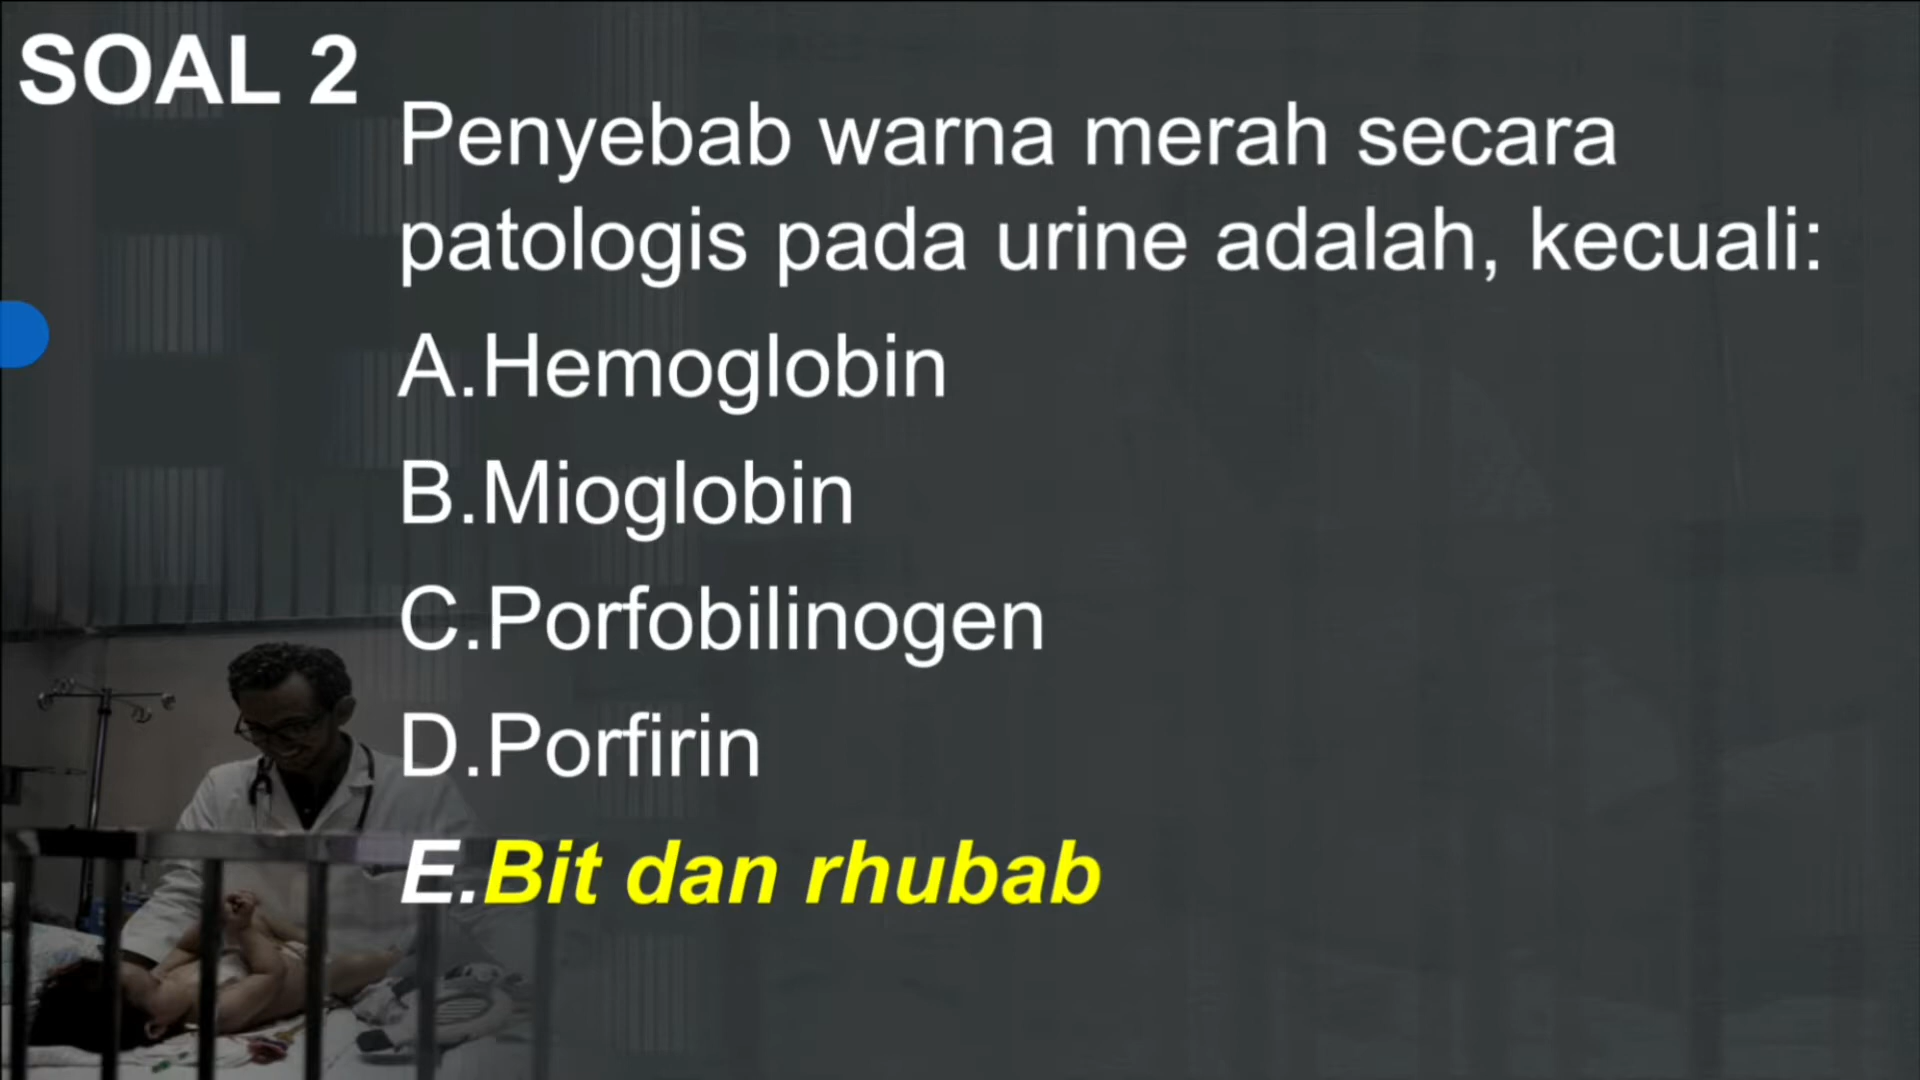 SOAL 2
Penyebab warna merah secara
patologis pada urine adalah, kecuali:
A.Hemoglobin
B.Mioglobin
C.Porfobilinogen
D.Porfirin
E.Bit dan rhubab